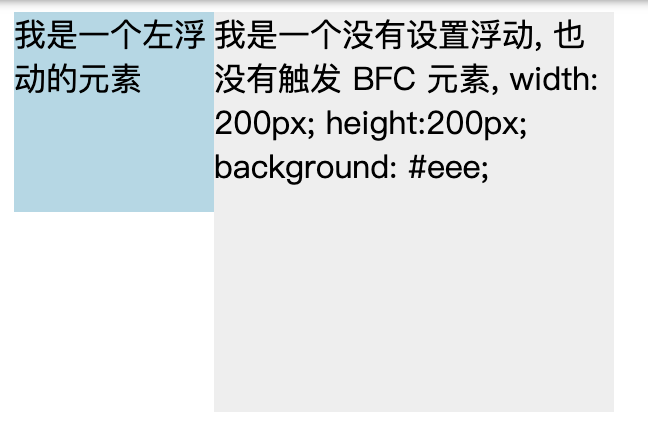 我是一个左浮
动的元素
我是一个没有设置浮动, 也
没有触发 BFC 元素, width:
200px; height:200px;
background: #eee;